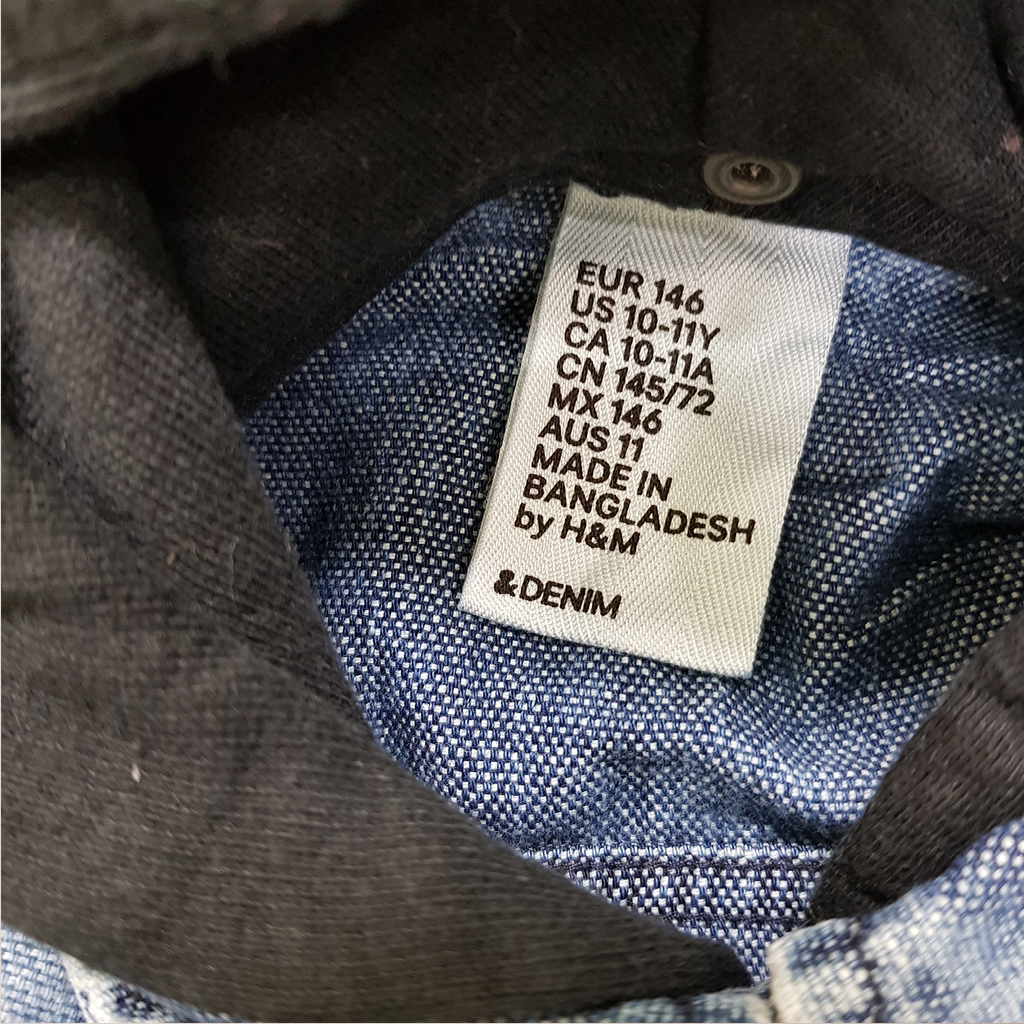 EUR 146
US 10-11Y
CA 10-11A
CN 145/72
MX 146
AUS 11
MADE IN
BANGLADESH
by H&M
&DENIM